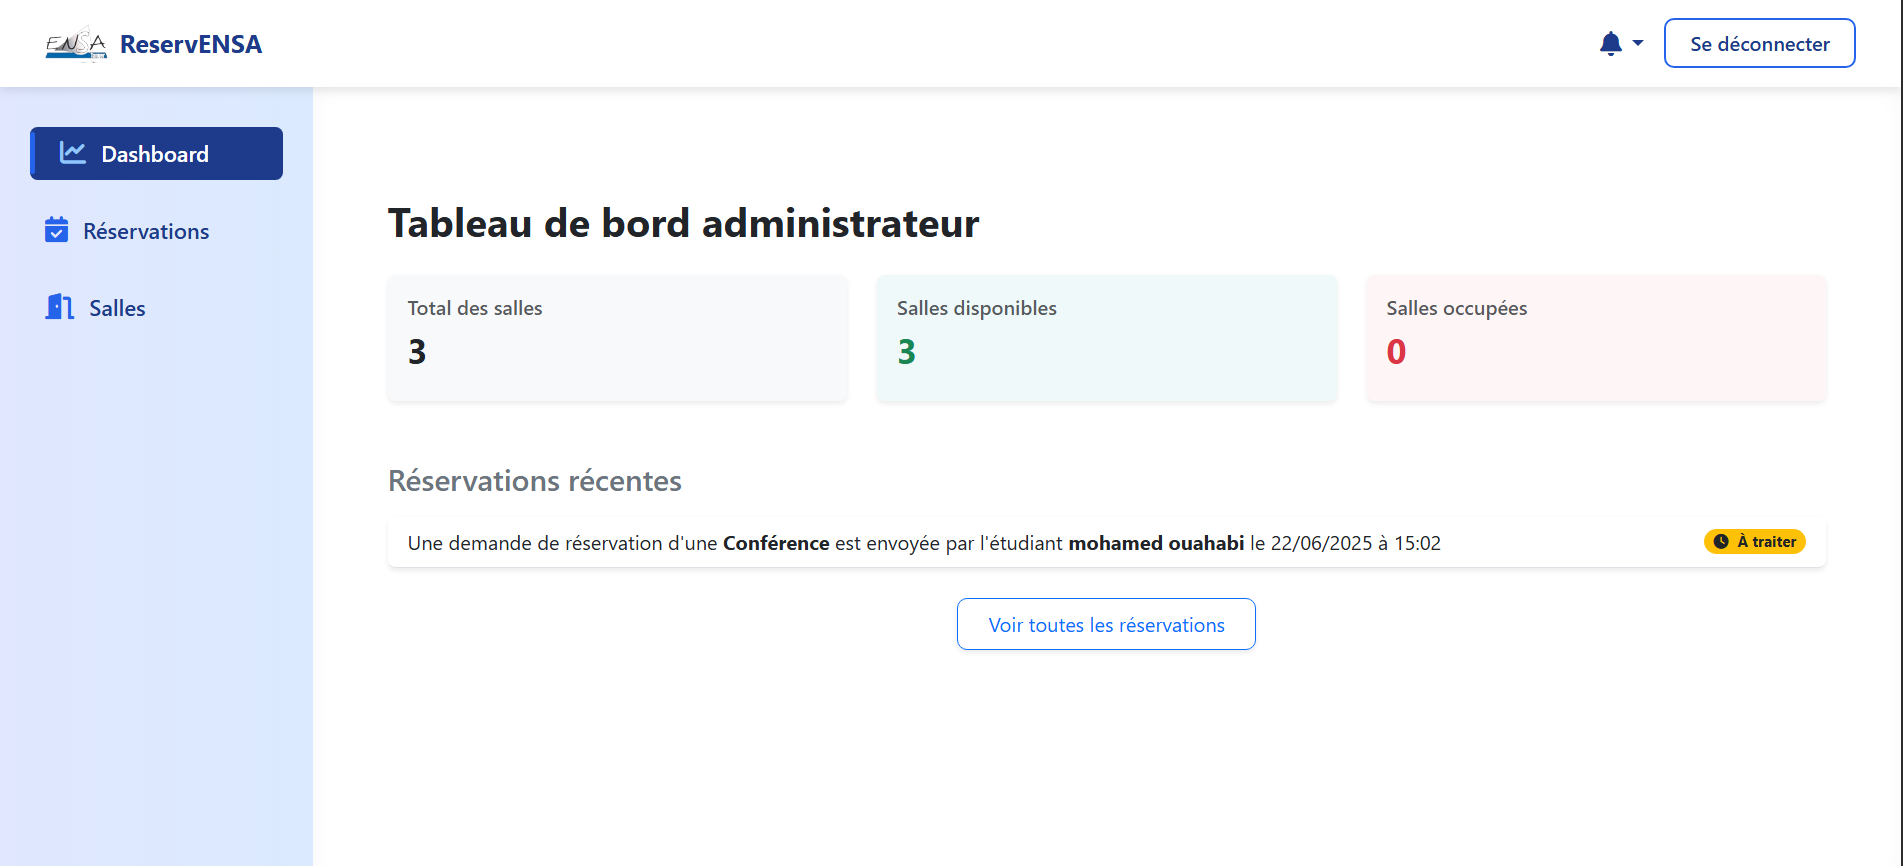 ENSA
ReservENSA
Se déconnecter
Dashboard
Réservations
Salles
Tableau de bord administrateur
Total des salles
3
Salles disponibles
3
Salles occupées
0
Réservations récentes
Une demande de réservation d'une Conférence est envoyée par l'étudiant mohamed ouahabi le 22/06/2025 à 15:02
À traiter
Voir toutes les réservations